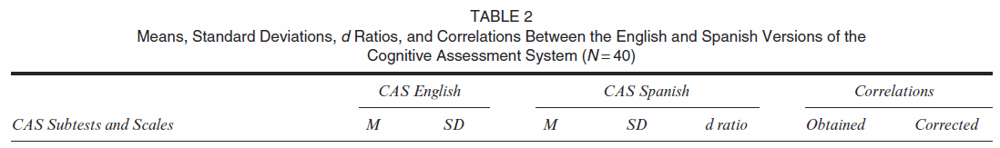 TABLE 2
Means, Standard Deviations, d Ratios, and Correlations Between the English and Spanish Versions of the
Cognitive Assessment System (N = 40)
CAS English CAS Spanish Correlations
CAS Subtests and Scales M SD M SD d ratio Obtained Corrected